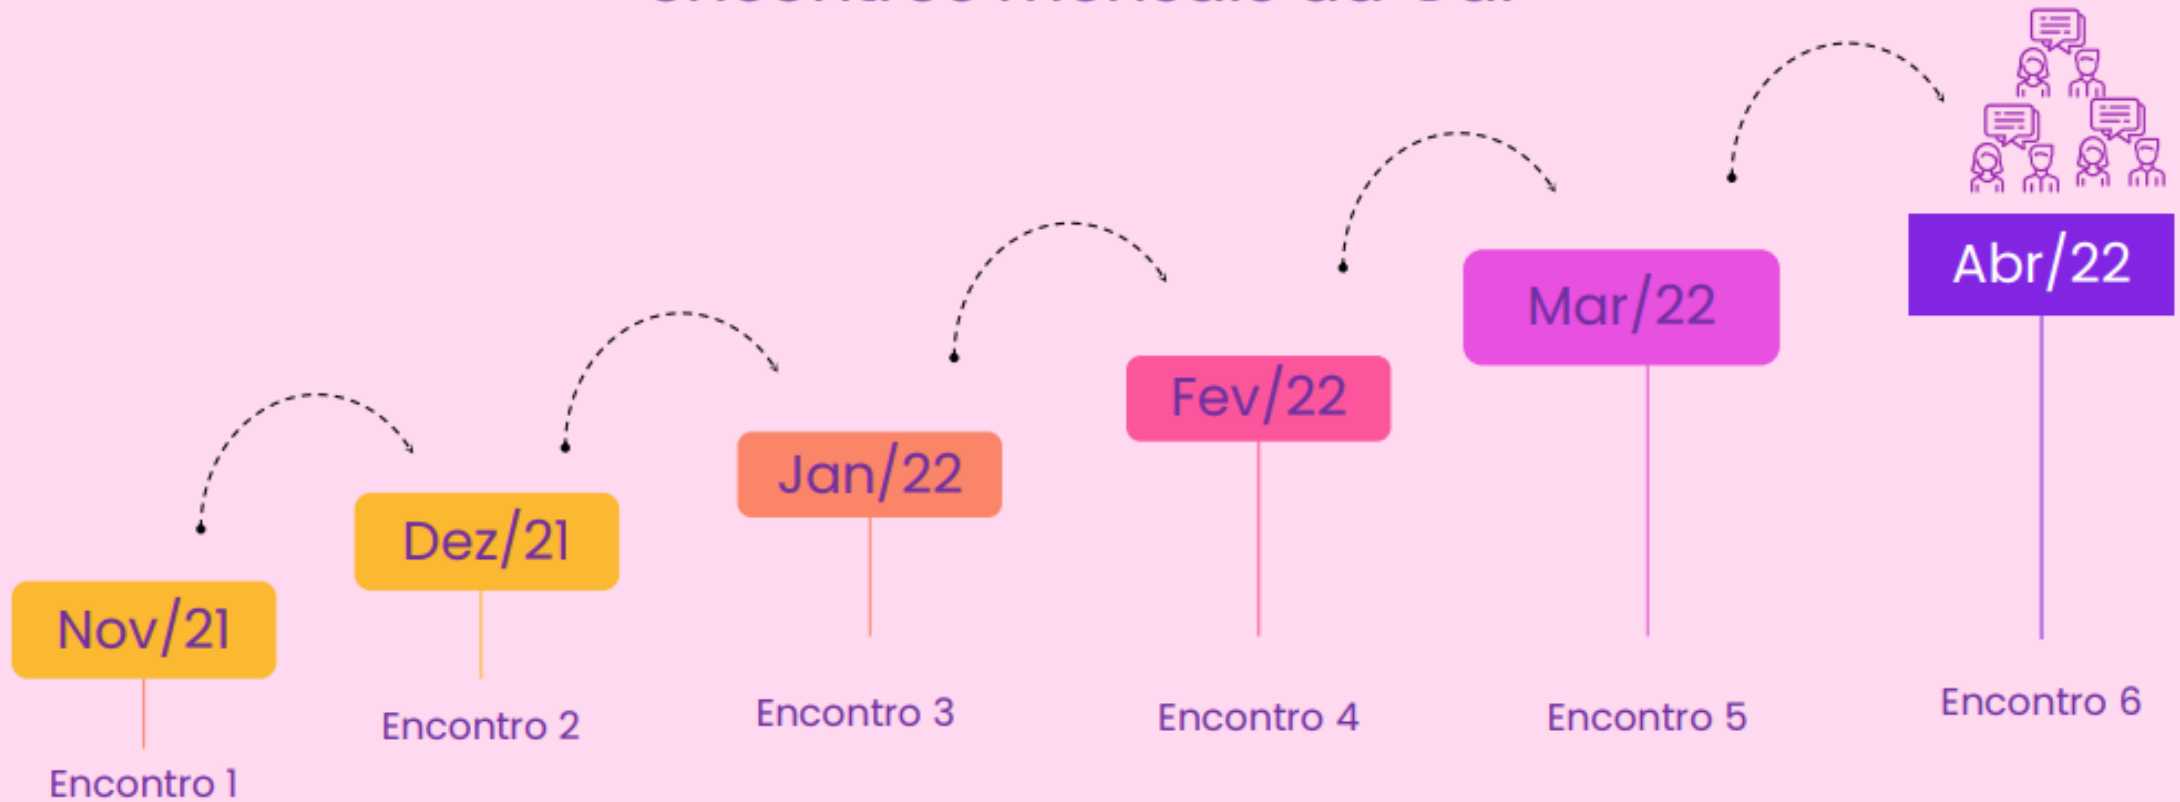 Nov/21
Encontro 1
Dez/21
Encontro 2
Jan/22
Encontro 3
Fev/22
Encontro 4
Mar/22
Encontro 5
Abr/22
Encontro 6